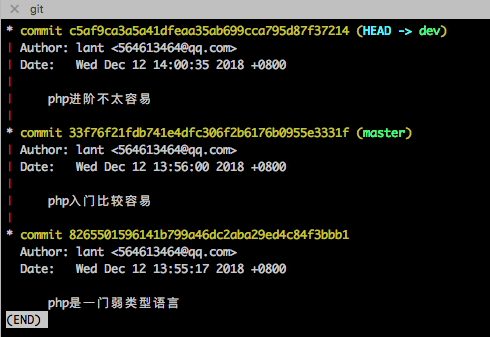 git
* commit c5af9ca3a5a41dfeaa35ab699cca795d87f37214 (HEAD -> dev)
| Author: lant <564613464@qq.com>
| Date:   Wed Dec 12 14:00:35 2018 +0800
|
|     php进阶不太容易
|
* commit 33f76f21fdb741e4dfc306f2b6176b0955e3331f (master)
| Author: lant <564613464@qq.com>
| Date:   Wed Dec 12 13:56:00 2018 +0800
|
|     php入门比较容易
|
* commit 8265501596141b799a46dc2aba29ed4c84f3bbb1
  Author: lant <564613464@qq.com>
  Date:   Wed Dec 12 13:55:17 2018 +0800
      php是一门弱类型语言
(END)